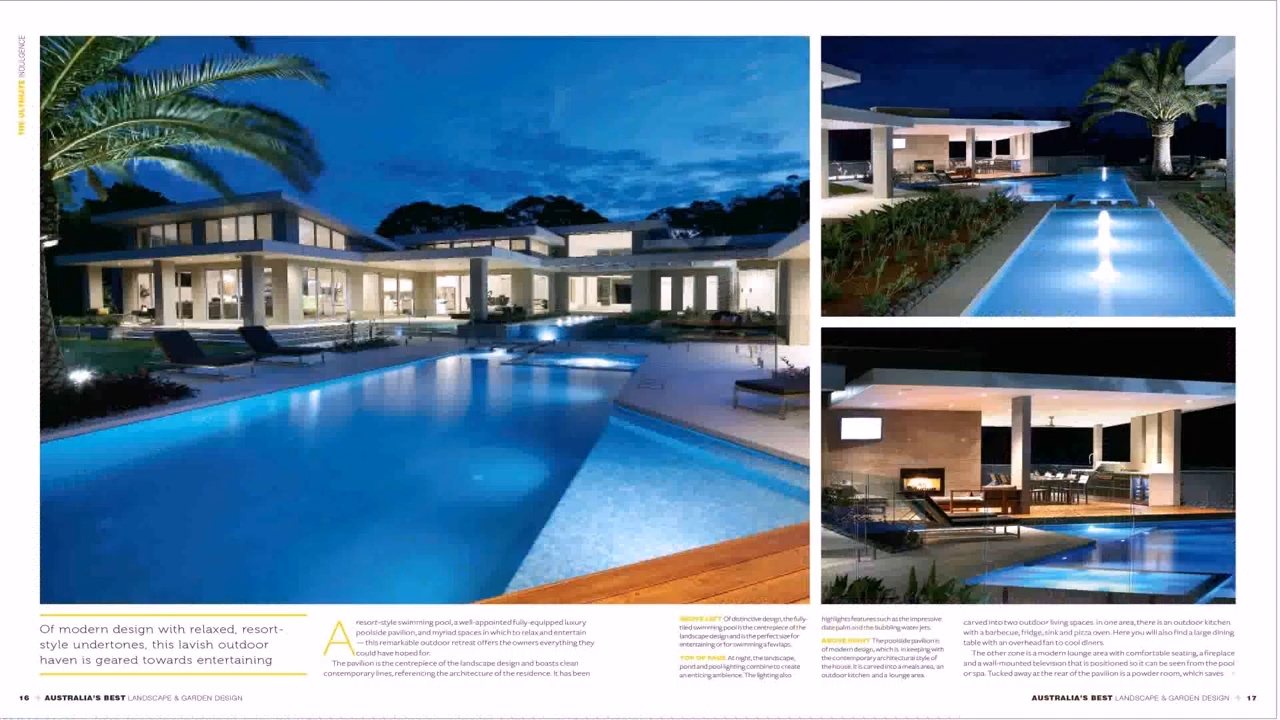 THE ULTIMATE INDULGENCE
Of modern design with relaxed, resort-
style undertones, this lavish outdoor
haven is geared towards entertaining
A resort-style swimming pool, a well-appointed fully-equipped luxury
poolside pavilion, and myriad spaces in which to relax and entertain
— this remarkable outdoor retreat offers the owners everything they
could have hoped for.
The pavilion is the centrepiece of the landscape design and boasts clean
contemporary lines, referencing the architecture of the residence. It has been
ABOVE LEFT Of distinctive design, the fully-
tiled swimming pool is the centrepiece of the
landscape design and is the perfect size for
entertaining or for swimming a few laps.
TOP OF PAGE At night, the landscape,
pond and pool lighting combine to create
an enticing ambience. The lighting also
highlights features such as the impressive
date palm and the bubbling water jets.
ABOVE RIGHT The poolside pavilion is
of modern design, which is in keeping with
the contemporary architectural style of
the house. It is carved into a meals area, an
outdoor kitchen and a lounge area.
carved into two outdoor living spaces. in one area, there is an outdoor kitchen
with a barbecue, fridge, sink and pizza oven. Here you will also find a large dining
table with an overhead fan to cool diners.
The other zone is a modern lounge area with comfortable seating, a fireplace
and a wall-mounted television that is positioned so it can be seen from the pool
or spa. Tucked away at the rear of the pavilion is a powder room, which saves
16 + AUSTRALIA'S BEST LANDSCAPE & GARDEN DESIGN
AUSTRALIA'S BEST LANDSCAPE & GARDEN DESIGN + 17